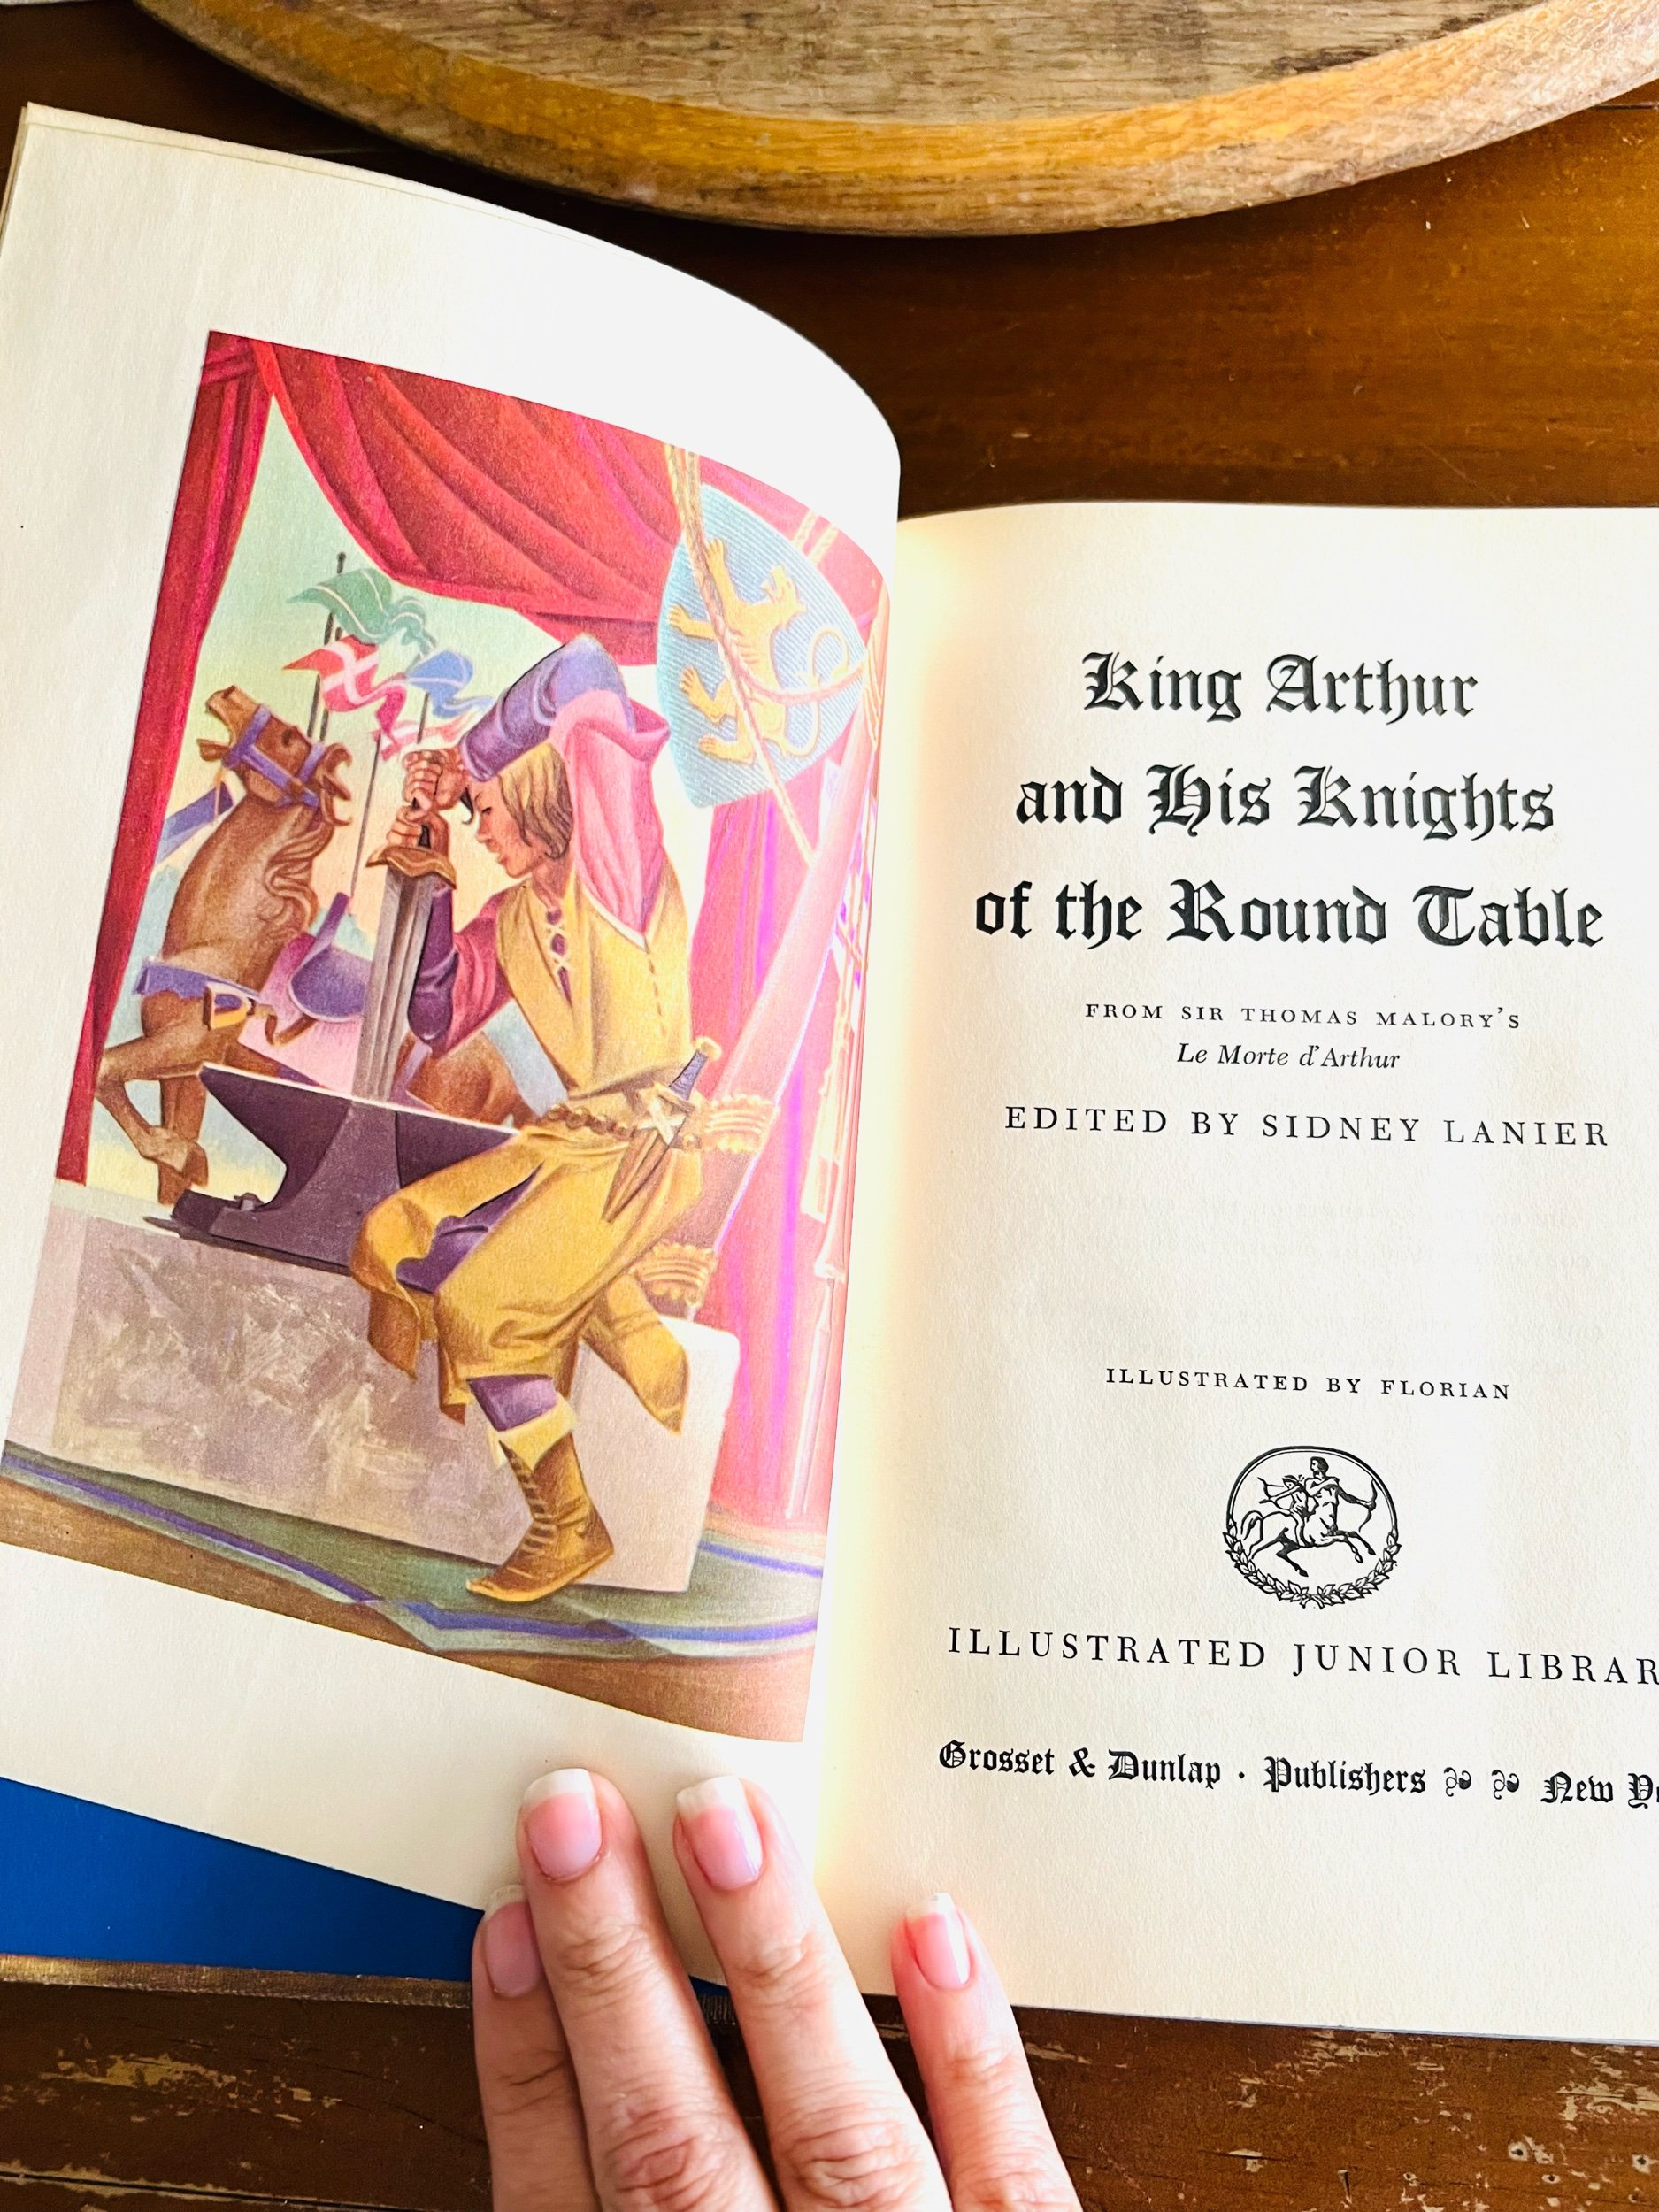 King Arthur
and His Knights
of the Round Table
FROM SIR THOMAS MALORY'S
Le Morte d'Arthur
EDITED BY SIDNEY LANIER
ILLUSTRATED BY FLORIAN
ILLUSTRATED JUNIOR LIBRAR
Grosset & Dunlap · Publishers New Yo